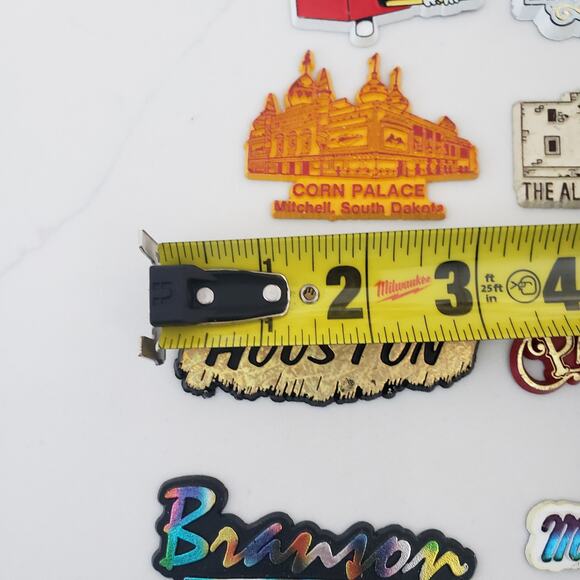 CORN PALACE
Mitchell, South Dakota
THE AL
1 2 Milwaukee 3 ft 25ft in 4
HOUSTON
Branson